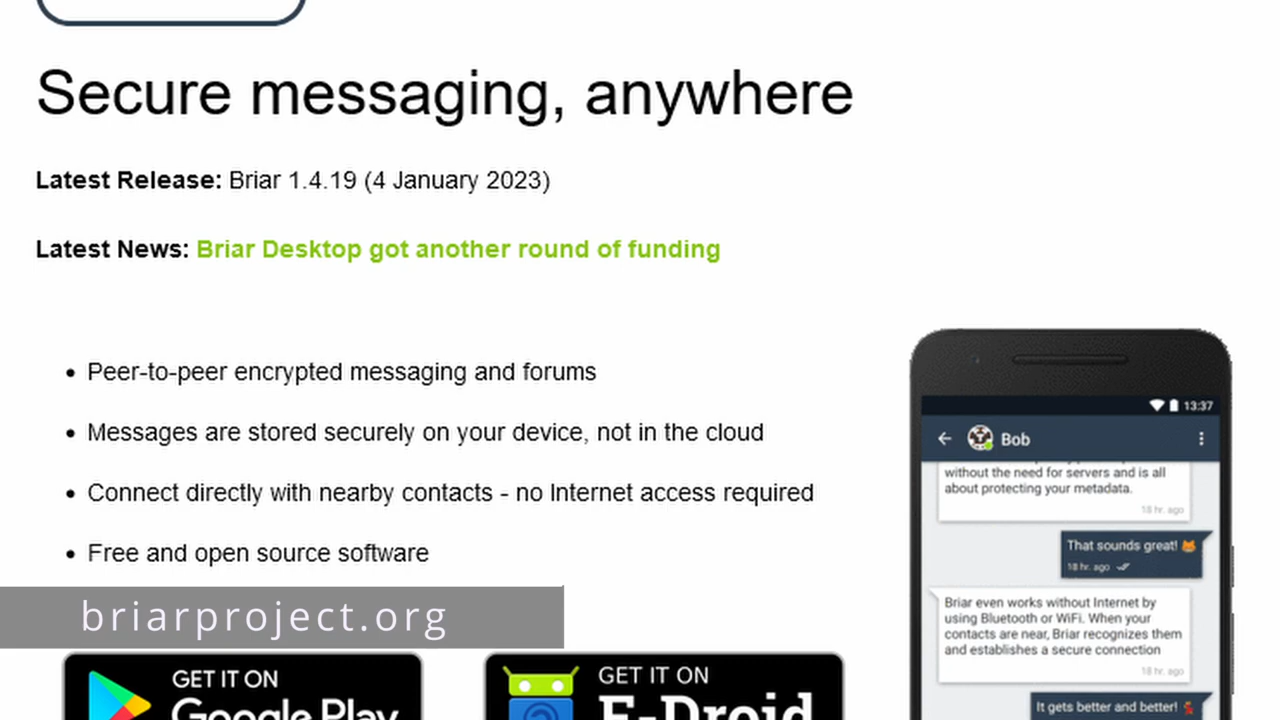 Secure messaging, anywhere
Latest Release: Briar 1.4.19 (4 January 2023)
Latest News: Briar Desktop got another round of funding
Peer-to-peer encrypted messaging and forums
Messages are stored securely on your device, not in the cloud
Connect directly with nearby contacts - no Internet access required
Free and open source software
briarproject.org
GET IT ON
Google Play
GET IT ON
F-Droid
13:37
Bob
without the need for servers and is all
about protecting your metadata.
18 hr. ago
That sounds great!
18 hr. ago
Briar even works without Internet by
using Bluetooth or WiFi. When your
contacts are near, Briar recognizes them
and establishes a secure connection
18 hr. ago
It gets better and better!